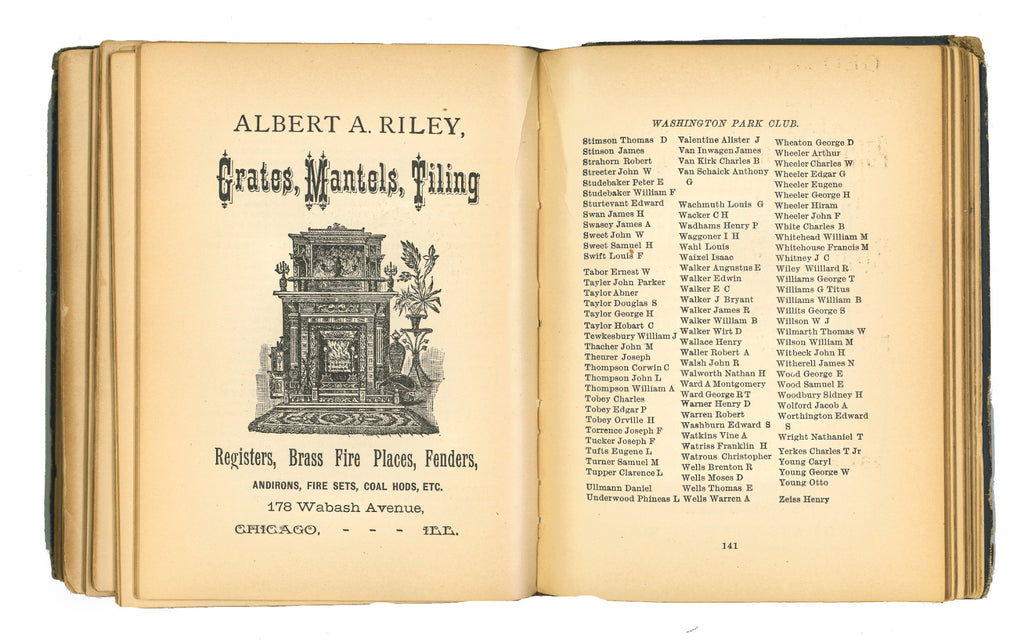 ALBERT A. RILEY,
Grates, Mantels, Tiling
Registers, Brass Fire Places, Fenders,
ANDIRONS, FIRE SETS, COAL HODS, ETC.
178 Wabash Avenue,
CHICAGO, - - - ILL.
WASHINGTON PARK CLUB.
Stimson Thomas D
Stinson James
Strahorn Robert
Streeter John W
Studebaker Peter E
Studebaker William F
Sturtevant Edward
Swan James H
Swasey James A
Sweet John W
Sweet Samuel H
Swift Louis F
Tabor Ernest W
Tayler John Parker
Taylor Abner
Taylor Douglas S
Taylor George H
Taylor Hobart C
Tewkesbury William J
Thacher John M
Theurer Joseph
Thompson Corwin C
Thompson John L
Thompson William A
Tobey Charles
Tobey Edgar P
Tobey Orville H
Torrence Joseph F
Tucker Joseph F
Tufts Eugene L
Turner Samuel M
Tupper Clarence L
Ullmann Daniel
Underwood Phineas L
Valentine Alister J
Van Inwagen James
Van Kirk Charles B
Van Schaick Anthony
G
Wachmuth Louis G
Wacker C H
Wadhams Henry P
Waggoner I H
Wahl Louis
Waixel Isaac
Walker Augustus E
Walker Edwin
Walker E C
Walker J Bryant
Walker James R
Walker William B
Walker Wirt D
Wallace Henry
Waller Robert A
Walsh John R
Walworth Nathan H
Ward A Montgomery
Ward George R T
Warner Henry D
Warren Robert
Washburn Edward S
Watkins Vine A
Watriss Franklin H
Watrous Christopher
Wells Brenton R
Wells Moses D
Wells Thomas E
Wells Warren A
Wheaton George D
Wheeler Arthur
Wheeler Charles W
Wheeler Edgar G
Wheeler Eugene
Wheeler George H
Wheeler Hiram
Wheeler John F
White Charles B
Whitehead William M
Whitehouse Francis M
Whitney J C
Wiley Willlard R
Williams George T
Williams G Titus
Williams William B
Willits George S
Willson W J
Wilmarth Thomas W
Wilson William M
Witbeck John H
Witherell James N
Wood George E
Wood Samuel E
Woodbury Sidney H
Wolford Jacob A
Worthington Edward
S
Wright Nathaniel T
Yerkes Charles T Jr
Young Caryl
Young George W
Young Otto
Zeiss Henry
141